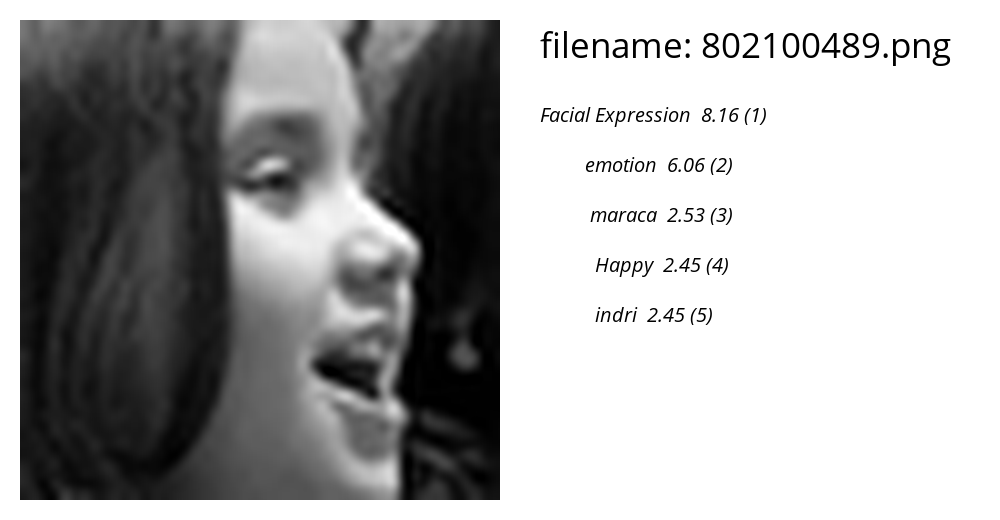 filename: 802100489.png
Facial Expression 8.16 (1)
emotion 6.06 (2)
maraca 2.53 (3)
Happy 2.45 (4)
indri 2.45 (5)